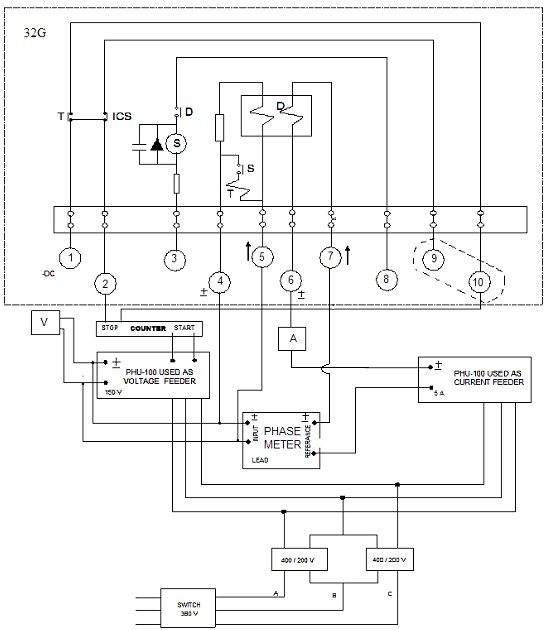 32G
T
ICS
D
D
S
S
T
1
2
3
4
5
6
7
8
9
10
-DC
±
±
V
STOP COUNTER START
A
±
PHU-100 USED AS
VOLTAGE FEEDER
150 V
±
PHU-100 USED AS
CURRENT FEEDER
5 A
±
±
INPUT
PHASE
METER
REFERANCE
LEAD
400 / 200 V
400 / 200 V
A
B
C
SWITCH
380 V